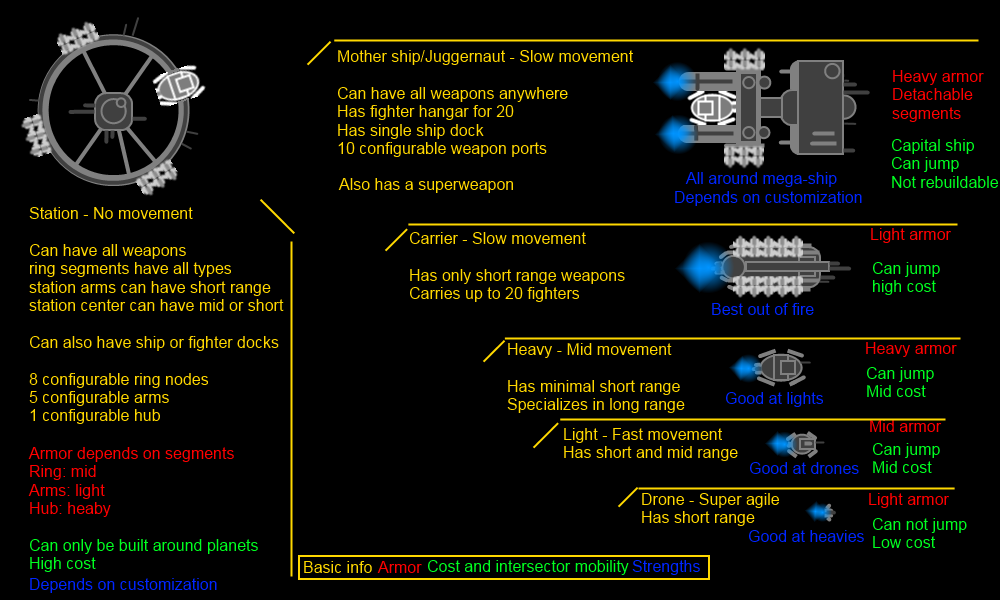 Mother ship/Juggernaut - Slow movement
Can have all weapons anywhere
Has fighter hangar for 20
Has single ship dock
10 configurable weapon ports
Also has a superweapon
All around mega-ship
Depends on customization
Heavy armor
Detachable
segments
Capital ship
Can jump
Not rebuildable
Station - No movement
Can have all weapons
ring segments have all types
station arms can have short range
station center can have mid or short
Can also have ship or fighter docks
8 configurable ring nodes
5 configurable arms
1 configurable hub
Armor depends on segments
Ring: mid
Arms: light
Hub: heaby
Can only be built around planets
High cost
Depends on customization
Carrier - Slow movement
Has only short range weapons
Carries up to 20 fighters
Best out of fire
Light armor
Can jump
high cost
Heavy - Mid movement
Has minimal short range
Specializes in long range
Good at lights
Heavy armor
Can jump
Mid cost
Light - Fast movement
Has short and mid range
Good at drones
Mid armor
Can jump
Mid cost
Drone - Super agile
Has short range
Good at heavies
Light armor
Can not jump
Low cost
Basic info Armor Cost and intersector mobility Strengths